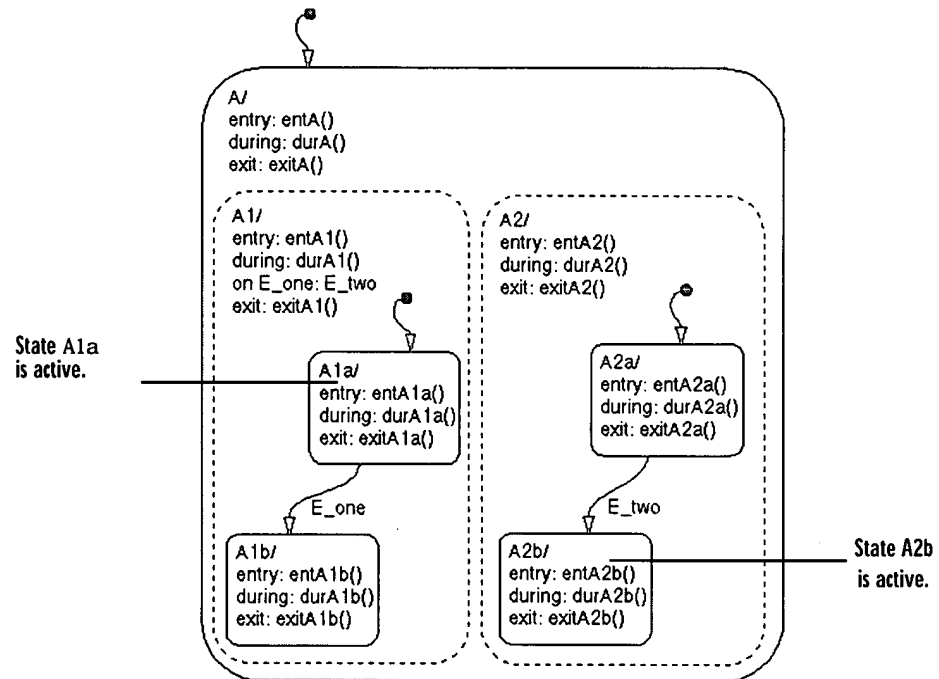 A/
entry: entA()
during: durA()
exit: exitA()
A1/
entry: entA1()
during: durA1()
on E_one: E_two
exit: exitA1()
A2/
entry: entA2()
during: durA2()
exit: exitA2()
State A1a
is active.
A1a/
entry: entA1a()
during: durA1a()
exit: exitA1a()
A2a/
entry: entA2a()
during: durA2a()
exit: exitA2a()
E_one
E_two
A1b/
entry: entA1b()
during: durA1b()
exit: exitA1b()
A2b/
entry: entA2b()
during: durA2b()
exit: exitA2b()
State A2b
is active.